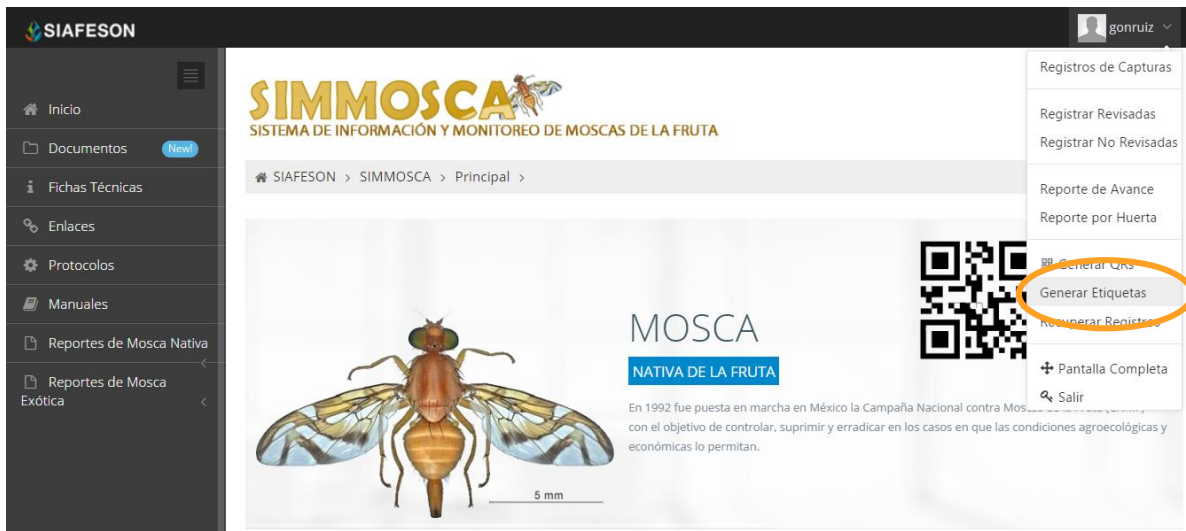 SIAFESON
gonruiz
Inicio
Documentos New!
Fichas Técnicas
Enlaces
Protocolos
Manuales
Reportes de Mosca Nativa
Reportes de Mosca
Exótica
SIMMOSCA
SISTEMA DE INFORMACIÓN Y MONITOREO DE MOSCAS DE LA FRUTA
SIAFESON > SIMMOSCA > Principal >
MOSCA
NATIVA DE LA FRUTA
En 1992 fue puesta en marcha en México la Campaña Nacional contra
con el objetivo de controlar, suprimir y erradicar en los casos en que las condiciones agroecológicas y
económicas lo permitan.
5 mm
Registros de Capturas
Registrar Revisadas
Registrar No Revisadas
Reporte de Avance
Reporte por Huerta
Generar QRs
Generar Etiquetas
Recuperar Registros
Pantalla Completa
Salir